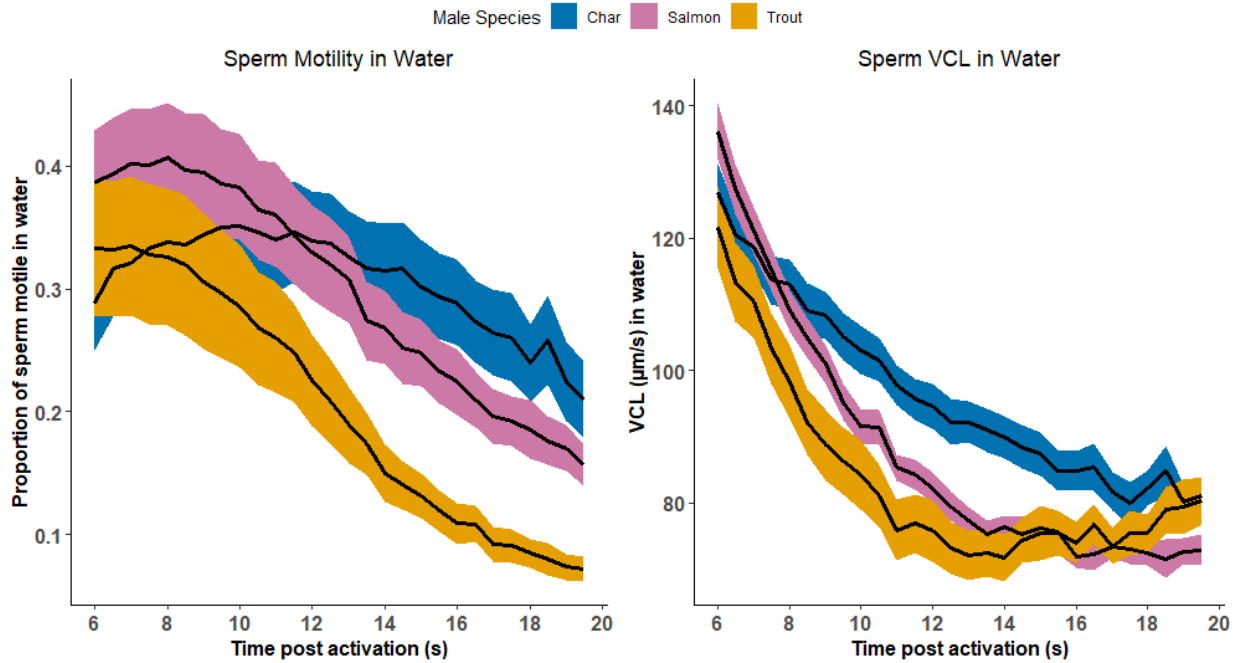 Male Species Char Salmon Trout
Sperm Motility in Water
Proportion of sperm motile in water
0.4
0.3
0.2
0.1
6 8 10 12 14 16 18 20
Time post activation (s)
Sperm VCL in Water
VCL (µm/s) in water
140
120
100
80
6 8 10 12 14 16 18 20
Time post activation (s)